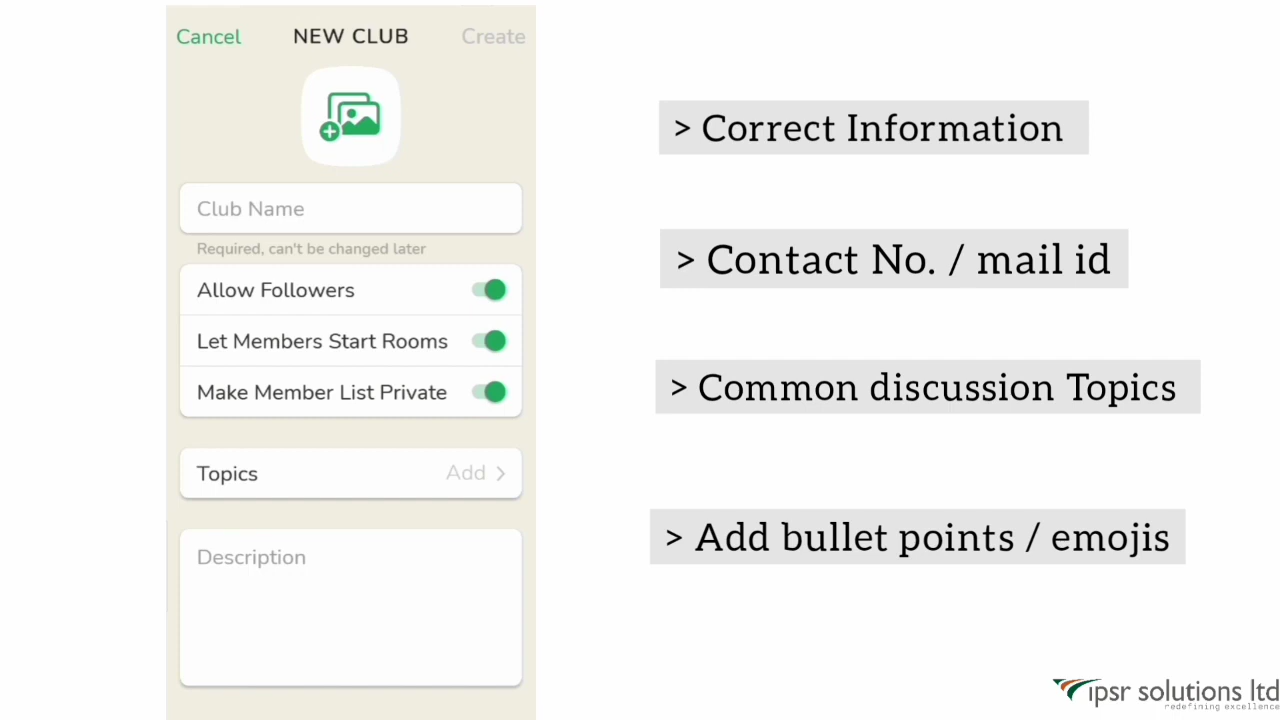 Cancel NEW CLUB Create
Club Name
Required, can't be changed later
Allow Followers
Let Members Start Rooms
Make Member List Private
Topics Add >
Description
> Correct Information
> Contact No. / mail id
> Common discussion Topics
> Add bullet points / emojis
ipsr solutions ltd
redefining excellence